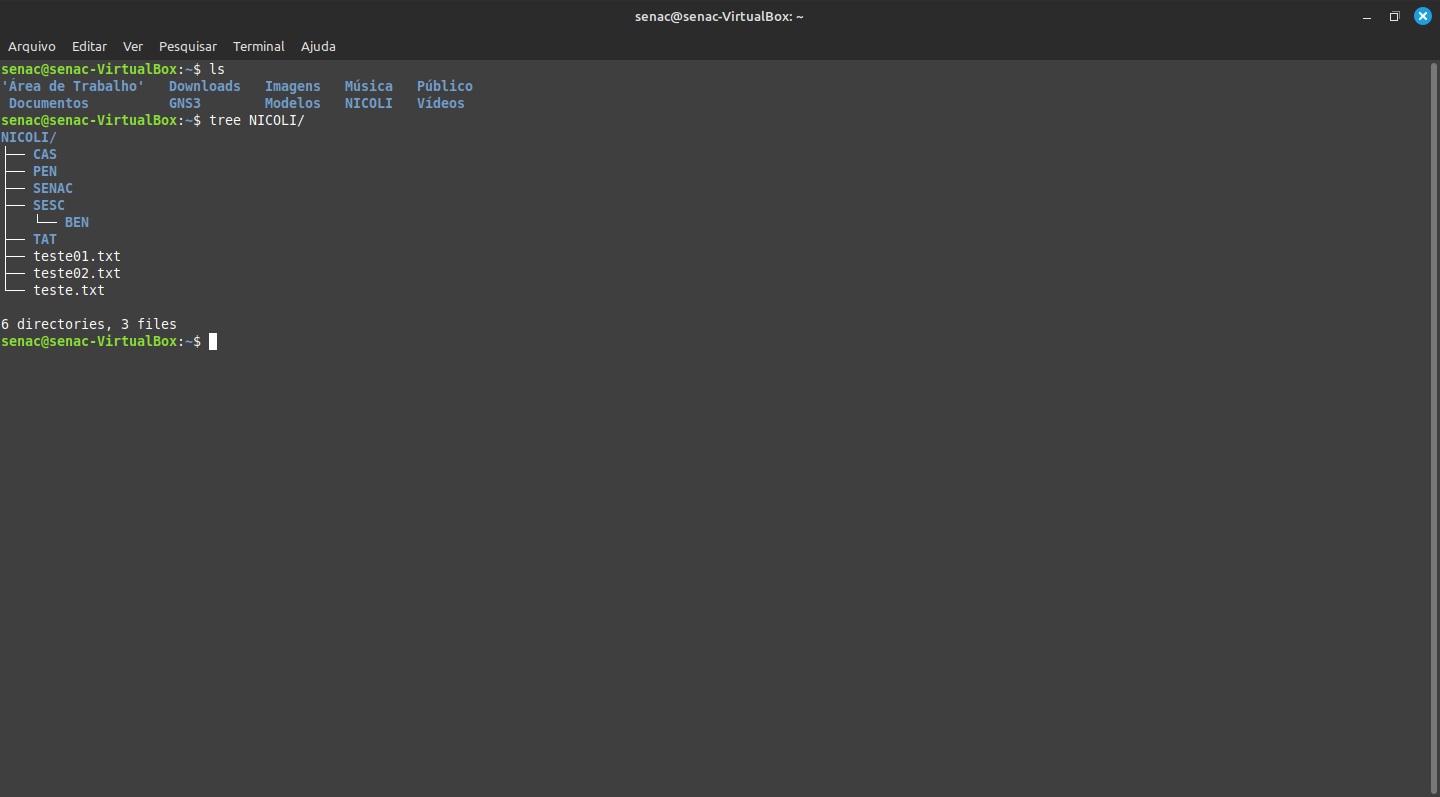 senac@senac-VirtualBox: ~
Arquivo Editar Ver Pesquisar Terminal Ajuda
senac@senac-VirtualBox:~$ ls
'Área de Trabalho'   Downloads   Imagens   Música   Público
 Documentos          GNS3        Modelos   NICOLI   Vídeos
senac@senac-VirtualBox:~$ tree NICOLI/
NICOLI/
├── CAS
├── PEN
├── SENAC
├── SESC
│   └── BEN
├── TAT
├── teste01.txt
├── teste02.txt
└── teste.txt
6 directories, 3 files
senac@senac-VirtualBox:~$